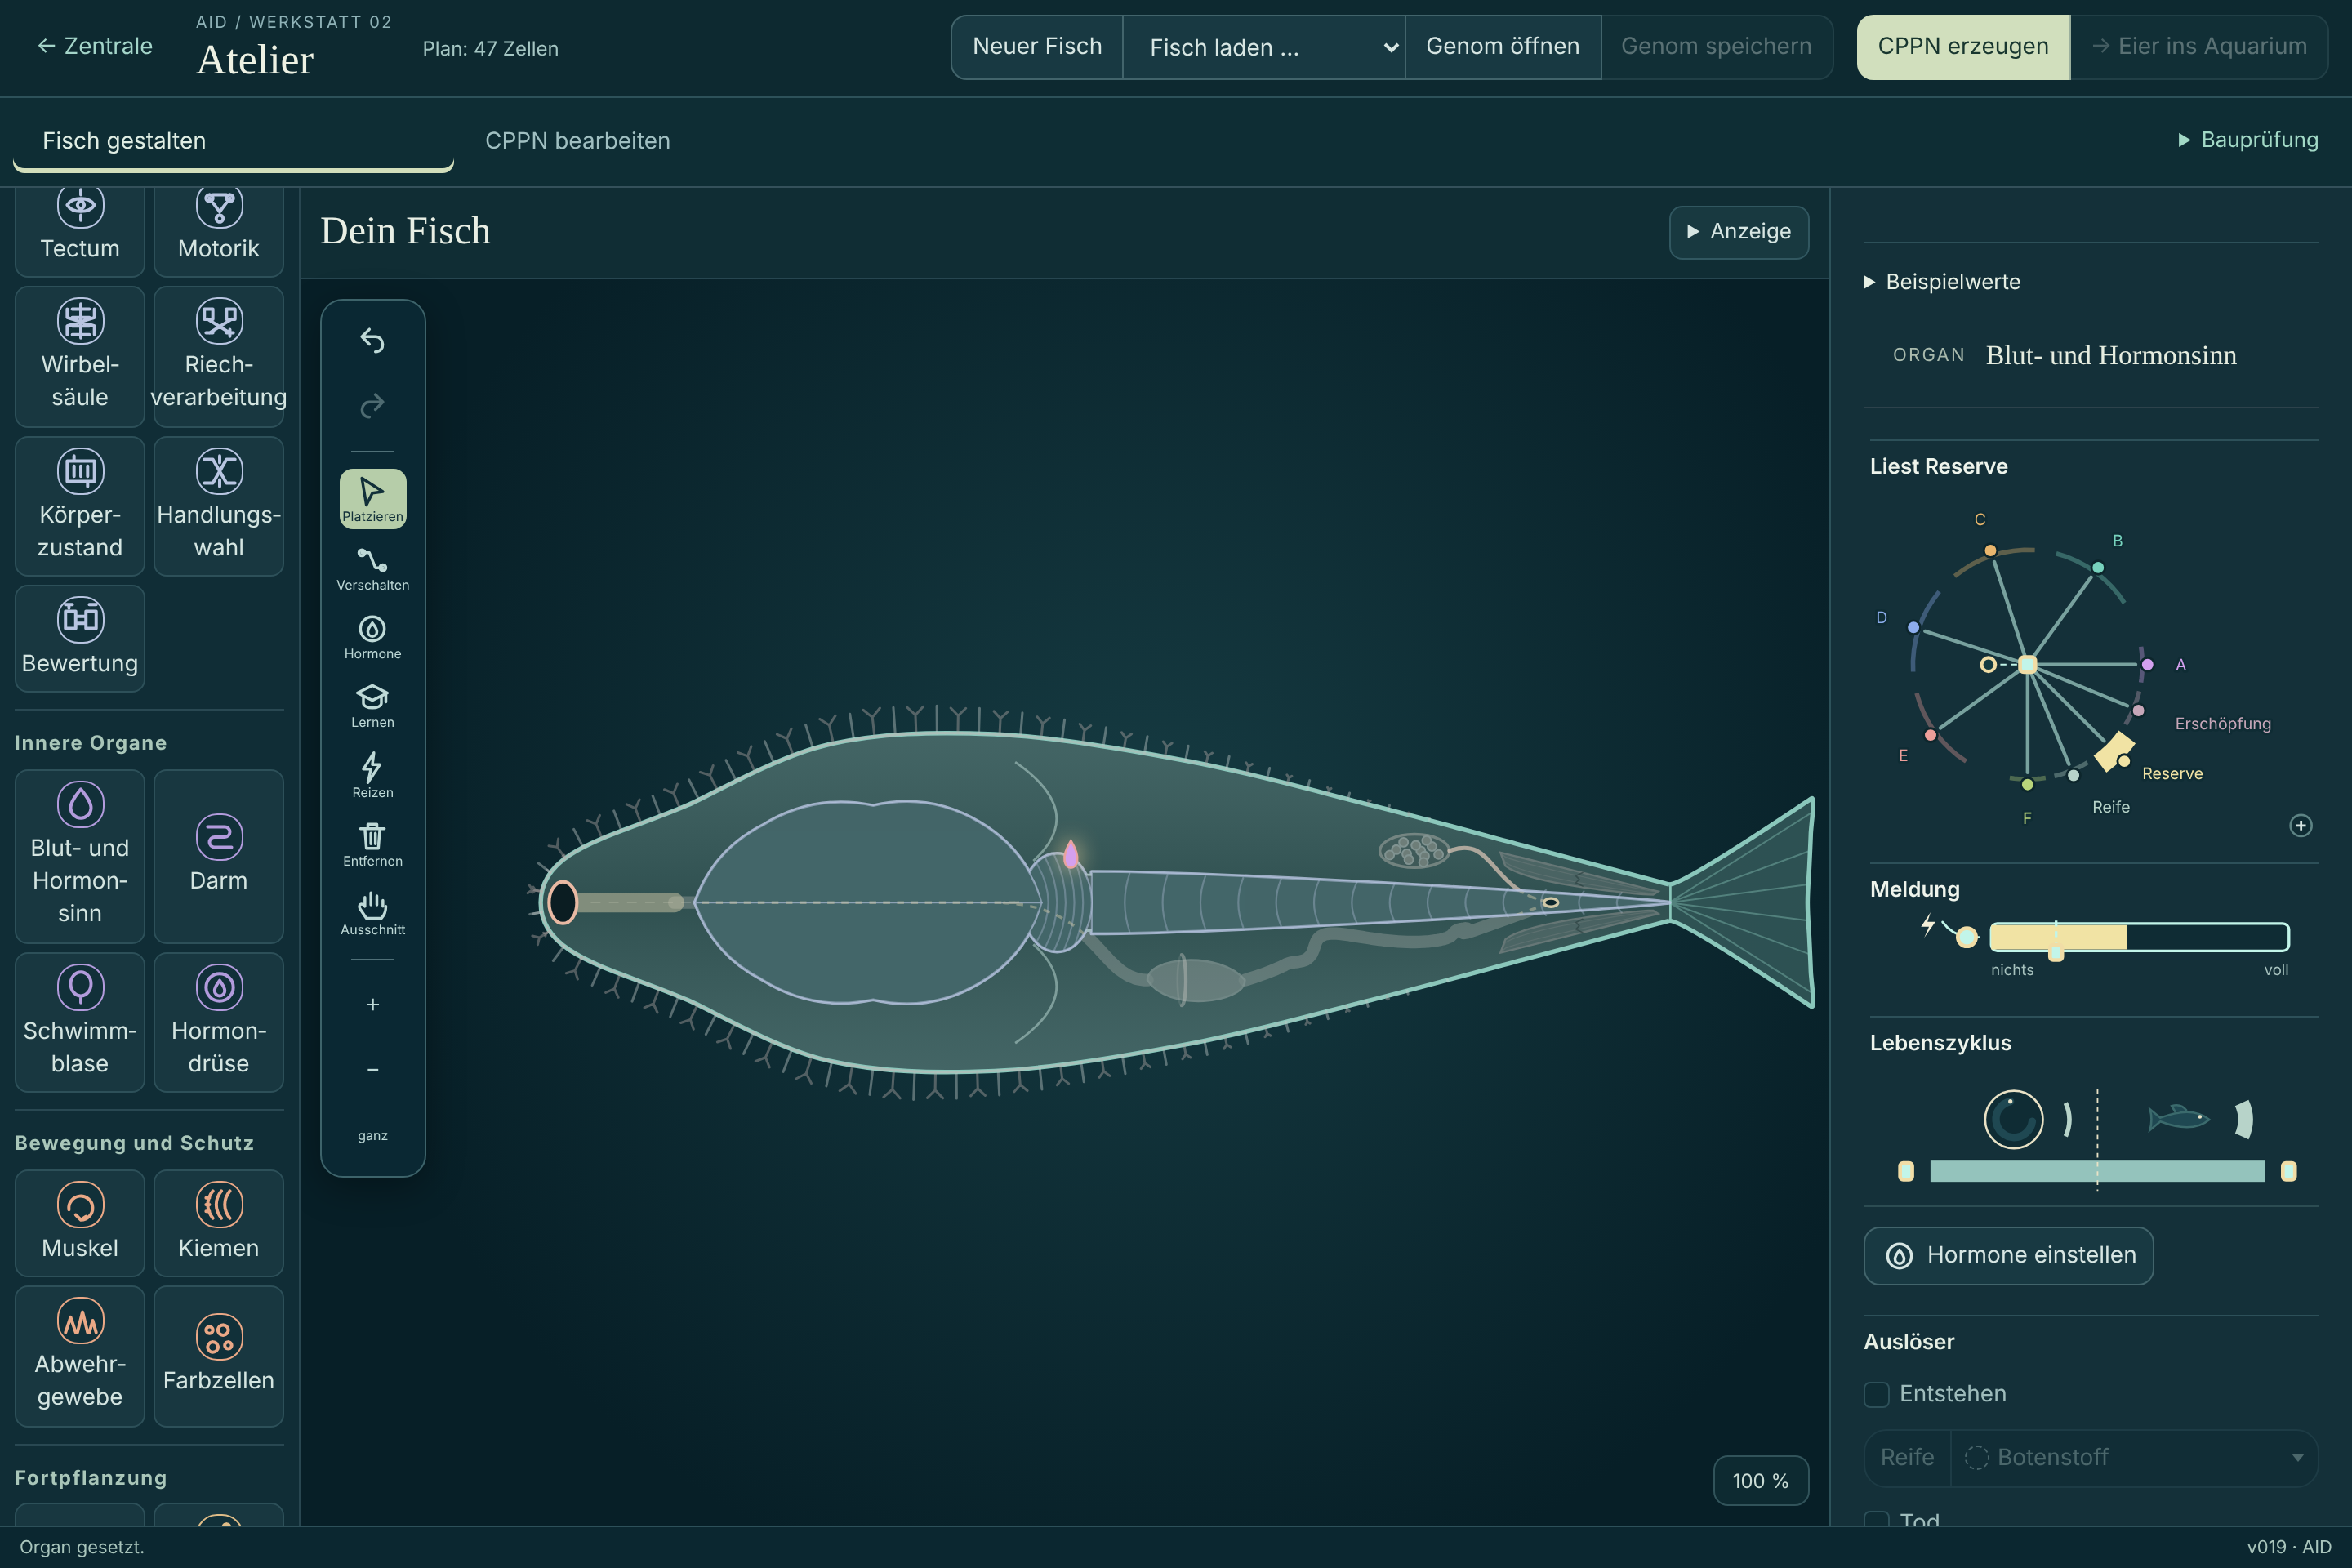 ← Zentrale
AID / WERKSTATT 02
Atelier
Plan: 47 Zellen
Neuer Fisch
Fisch laden ...
Genom öffnen
Genom speichern
CPPN erzeugen
→ Eier ins Aquarium
Fisch gestalten
CPPN bearbeiten
Bauprüfung
Tectum
Motorik
Wirbel-
säule
Riech-
verarbeitung
Körper-
zustand
Handlungs-
wahl
Bewertung
Innere Organe
Blut- und
Hormon-
sinn
Darm
Schwimm-
blase
Hormon-
drüse
Bewegung und Schutz
Muskel
Kiemen
Abwehr-
gewebe
Farbzellen
Fortpflanzung
Dein Fisch
Anzeige
Platzieren
Verschalten
Hormone
Lernen
Reizen
Entfernen
Ausschnitt
+
−
ganz
100 %
Beispielwerte
ORGAN Blut- und Hormonsinn
Liest Reserve
C
B
D
A
Erschöpfung
E
Reserve
Reife
F
Meldung
nichts
voll
Lebenszyklus
Hormone einstellen
Auslöser
Entstehen
Reife
Botenstoff
Tod
Organ gesetzt.
v019 · AID